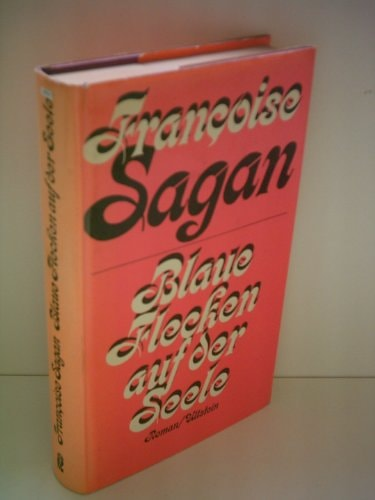 Françoise
Sagan
Blaue
Flecken
auf der
Seele
Roman/Ullstein
Françoise Sagan Blaue Flecken auf der Seele